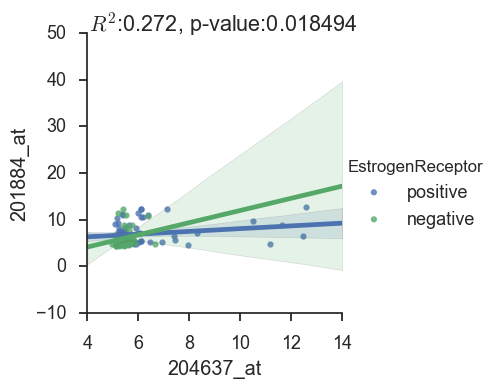 R²:0.272, p-value:0.018494
50
40
30
20
10
0
−10
201884_at
4
6
8
10
12
14
204637_at
EstrogenReceptor
positive
negative